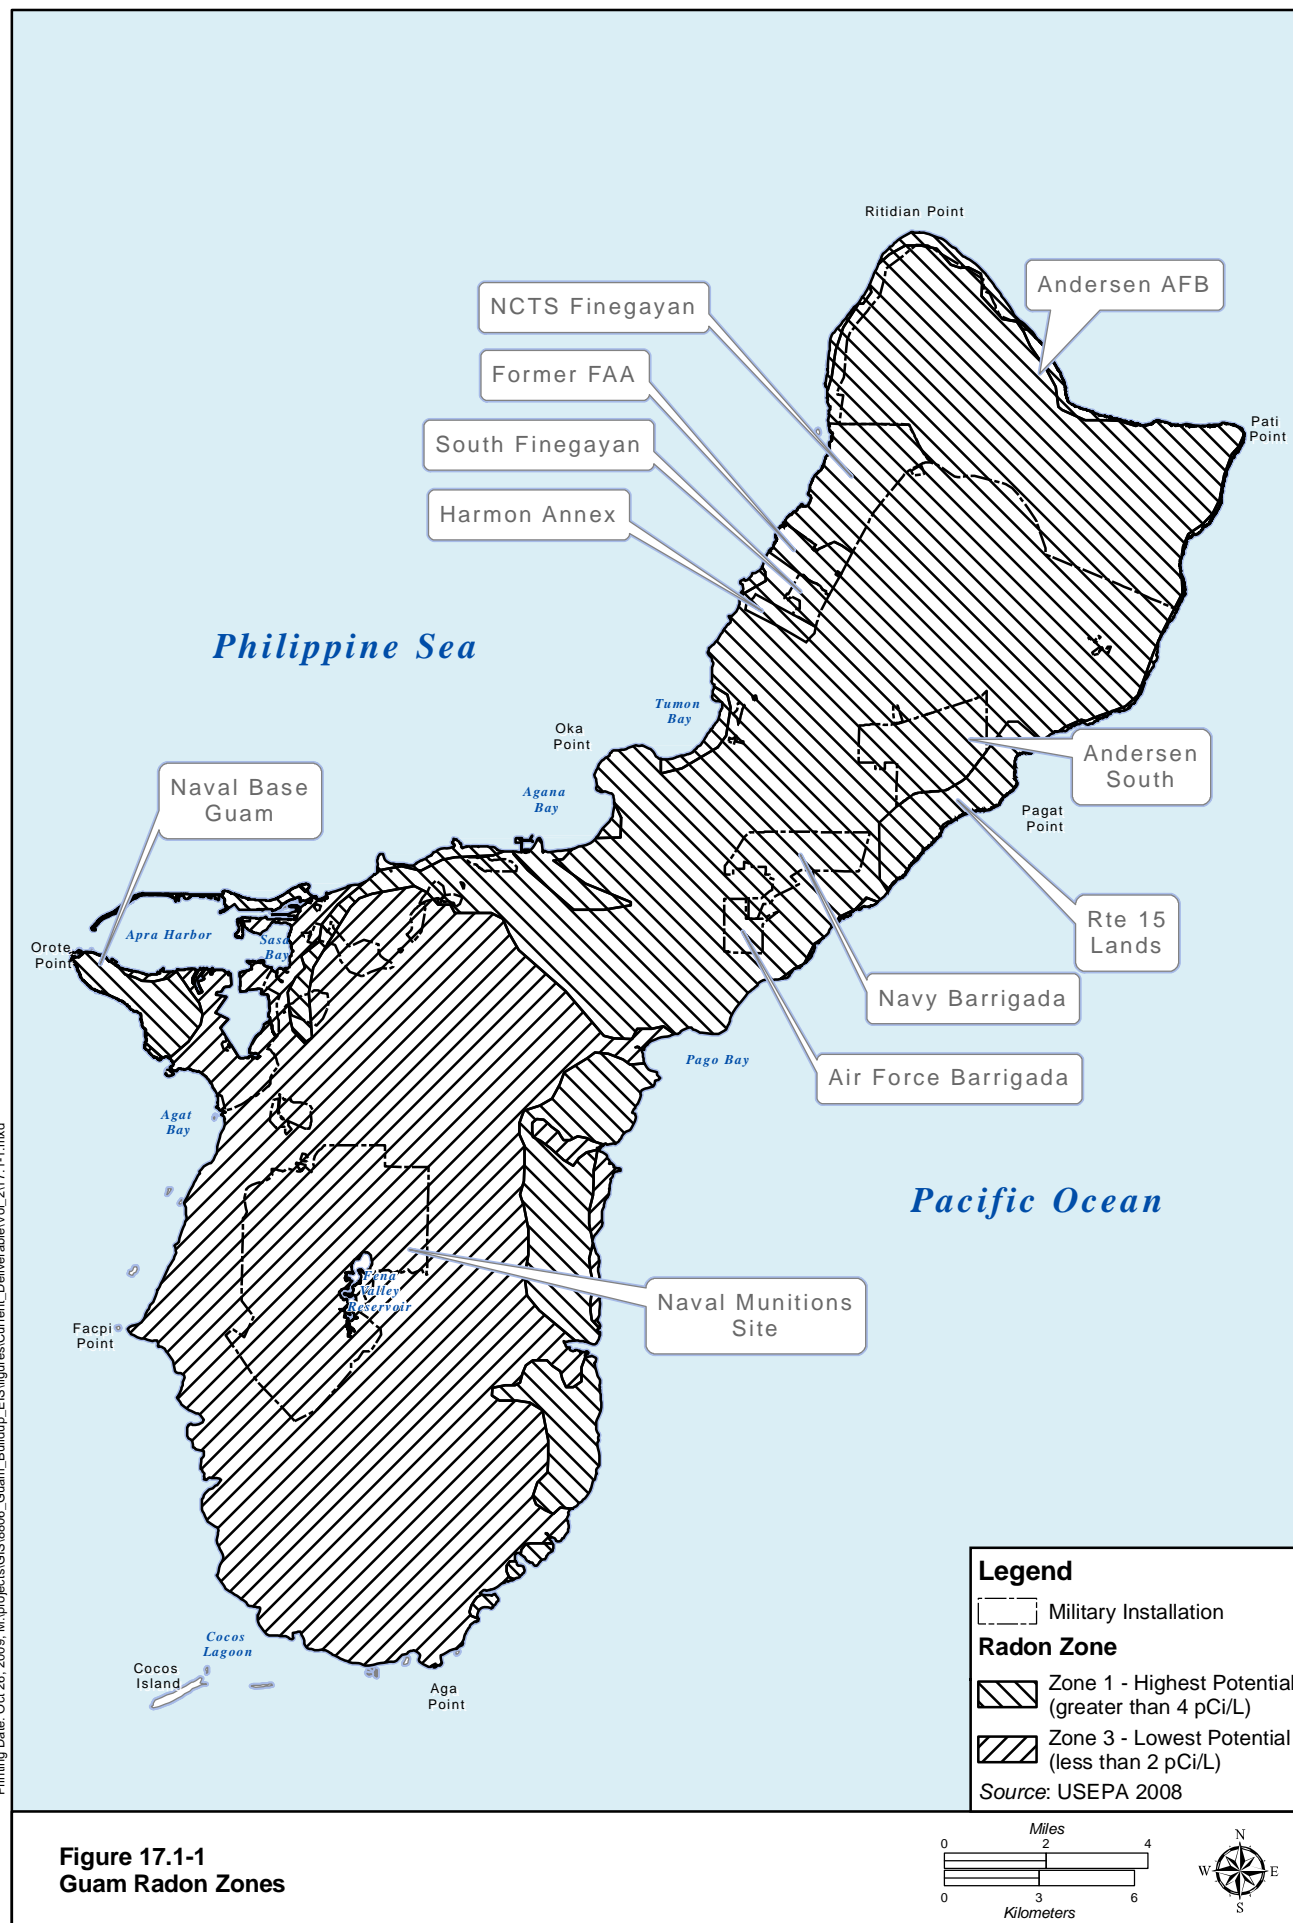 Ritidian Point
Andersen AFB
NCTS Finegayan
Former FAA
South Finegayan
Harmon Annex
Pati
Point
Philippine Sea
Tumon
Bay
Oka
Point
Andersen
South
Naval Base
Guam
Agana
Bay
Pagat
Point
Rte 15
Lands
Orote
Point
Apra Harbor
Sasa
Bay
Navy Barrigada
Pago Bay
Air Force Barrigada
Agat
Bay
Pacific Ocean
Fena
Valley
Reservoir
Naval Munitions
Site
Facpi
Point
Cocos
Lagoon
Cocos
Island
Aga
Point
Legend
Military Installation
Radon Zone
Zone 1 - Highest Potential
(greater than 4 pCi/L)
Zone 3 - Lowest Potential
(less than 2 pCi/L)
Source: USEPA 2008
Figure 17.1-1
Guam Radon Zones
Miles
0 2 4
0 3 6
Kilometers
N
W E
S